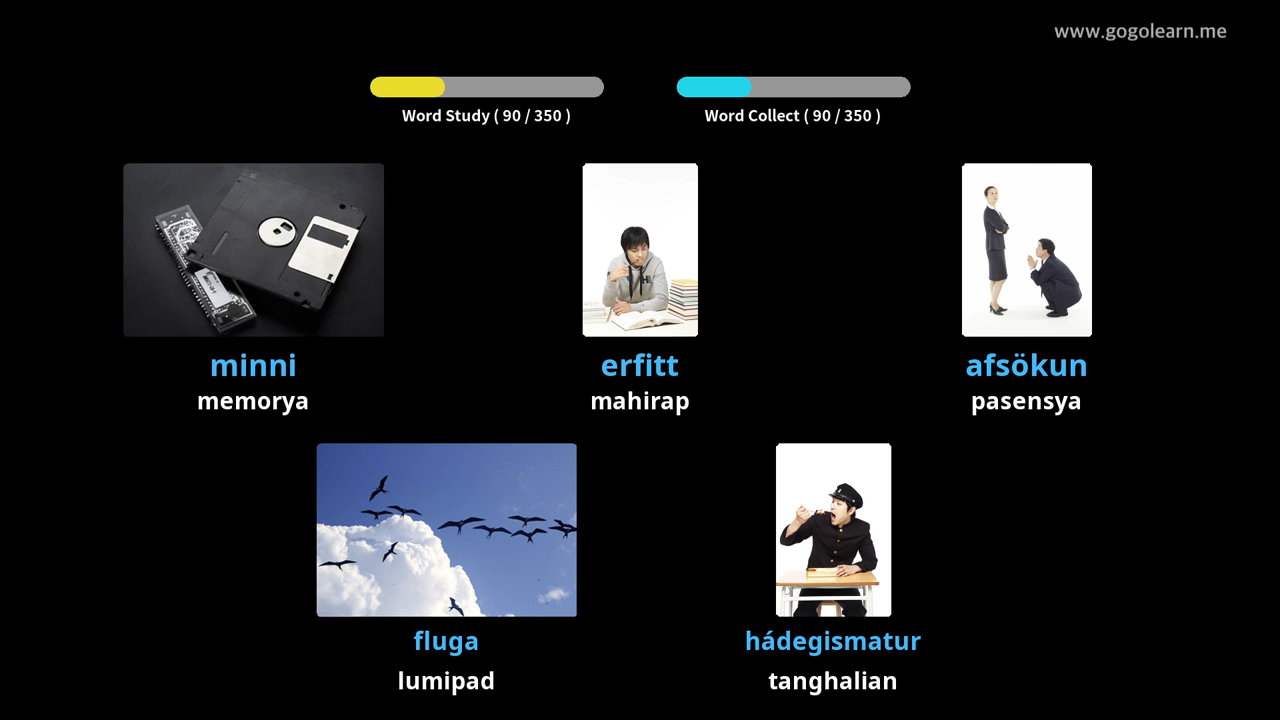 www.gogolearn.me
Word Study ( 90 / 350 )
Word Collect ( 90 / 350 )
minni
memorya
erfitt
mahirap
afsökun
pasensya
fluga
lumipad
hádegismatur
tanghalian